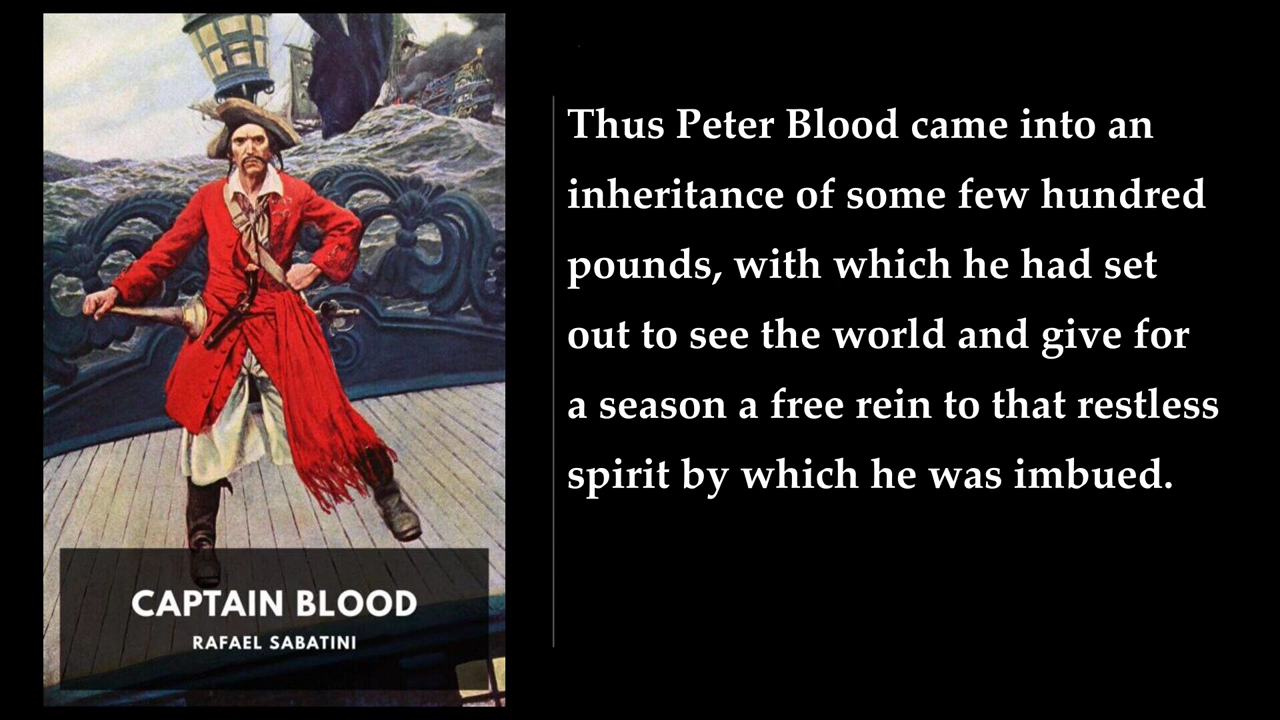 CAPTAIN BLOOD
RAFAEL SABATINI
Thus Peter Blood came into an
inheritance of some few hundred
pounds, with which he had set
out to see the world and give for
a season a free rein to that restless
spirit by which he was imbued.